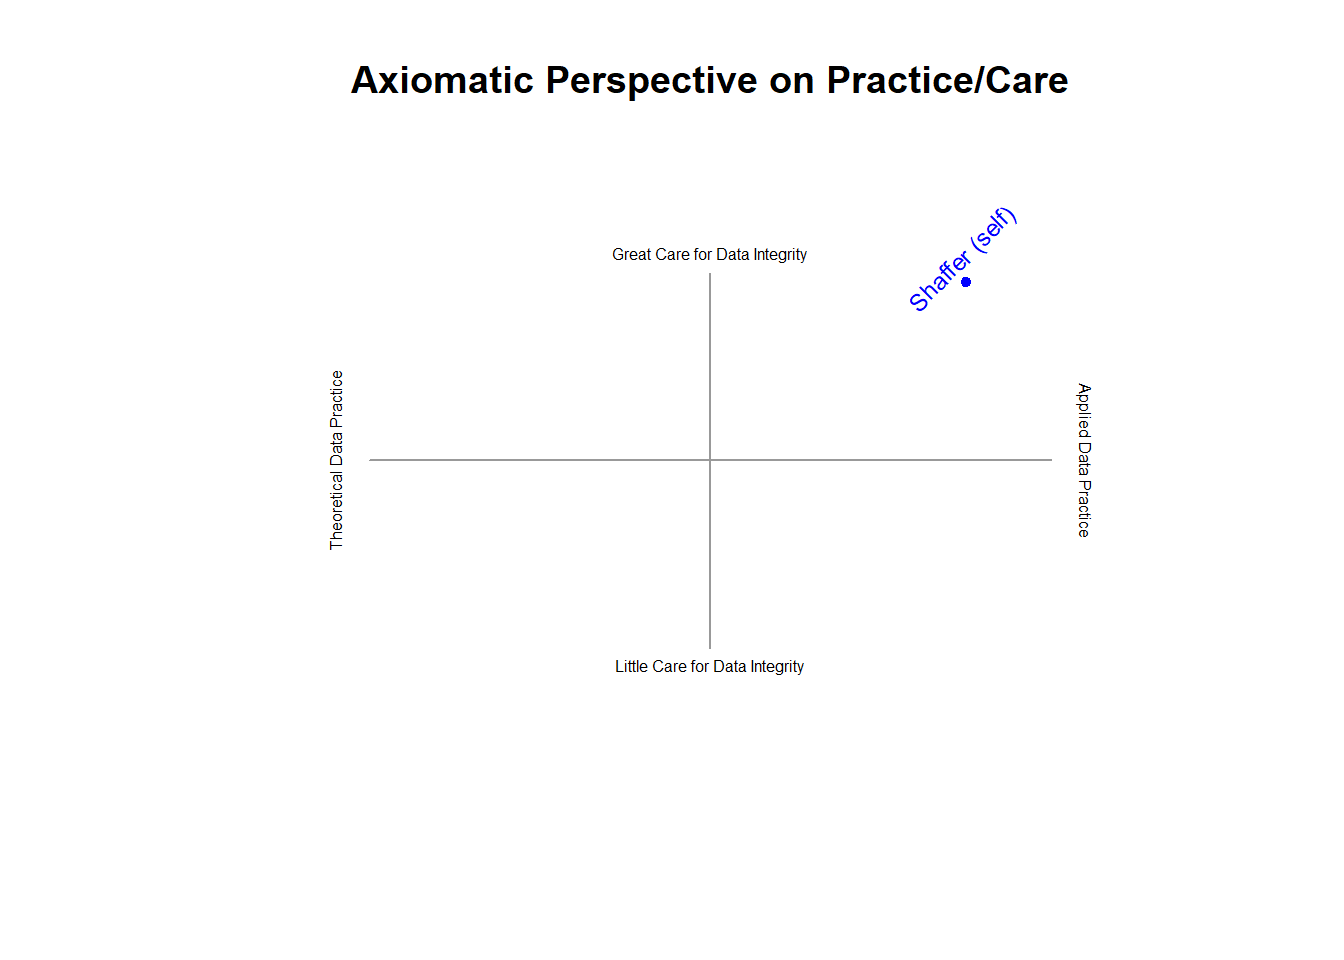 Axiomatic Perspective on Practice/Care
Shaffer (self)
Great Care for Data Integrity
Theoretical Data Practice
Applied Data Practice
Little Care for Data Integrity